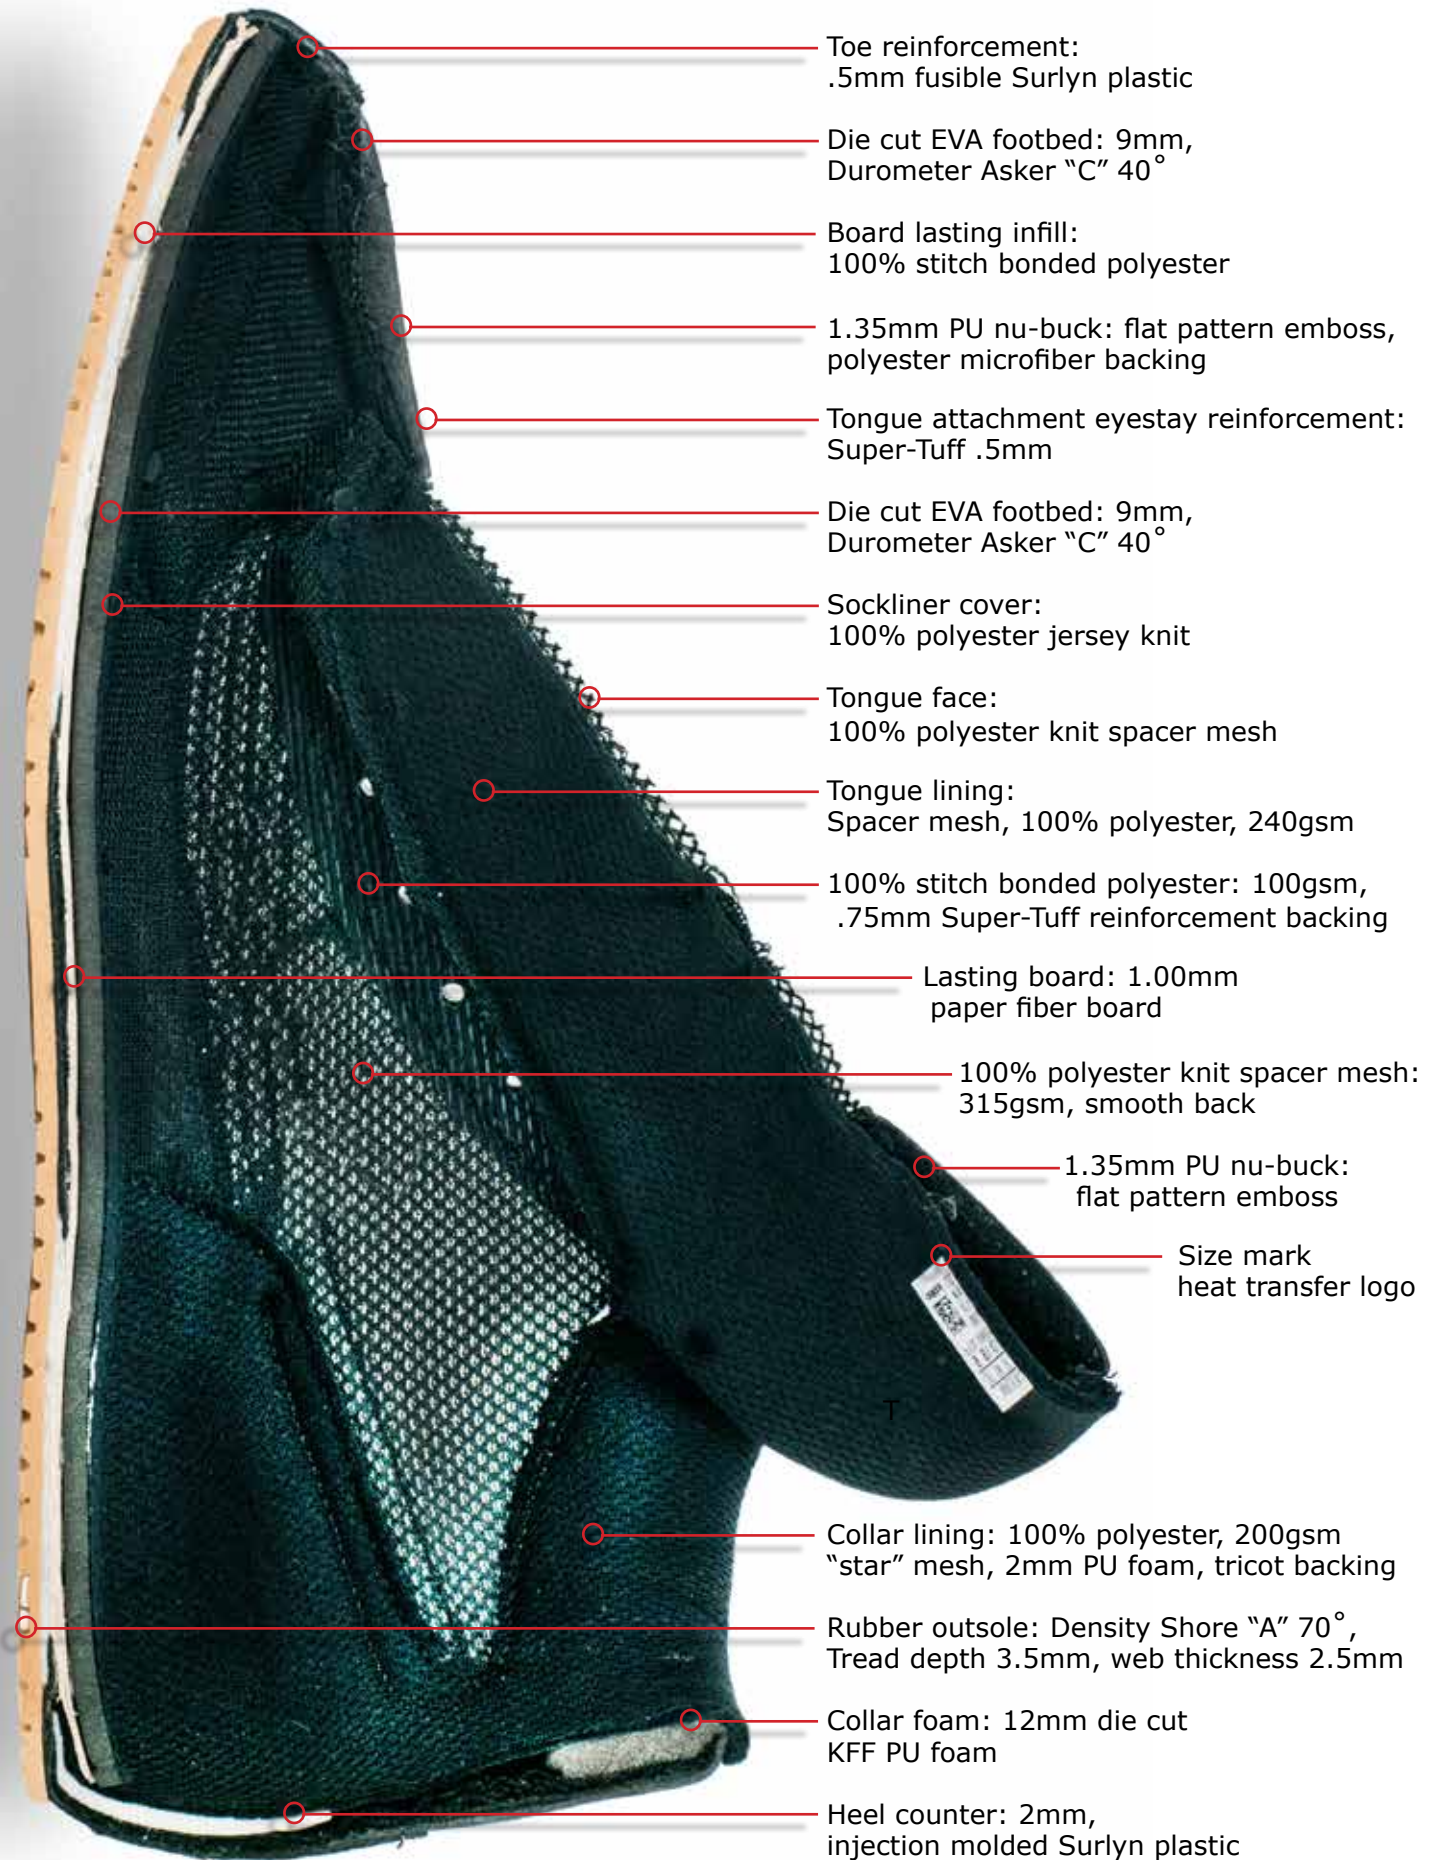 Toe reinforcement:
.5mm fusible Surlyn plastic
Die cut EVA footbed: 9mm,
Durometer Asker “C” 40˚
Board lasting infill:
100% stitch bonded polyester
1.35mm PU nu-buck: flat pattern emboss,
polyester microfiber backing
Tongue attachment eyestay reinforcement:
Super-Tuff .5mm
Die cut EVA footbed: 9mm,
Durometer Asker “C” 40˚
Sockliner cover:
100% polyester jersey knit
Tongue face:
100% polyester knit spacer mesh
Tongue lining:
Spacer mesh, 100% polyester, 240gsm
100% stitch bonded polyester: 100gsm,
.75mm Super-Tuff reinforcement backing
Lasting board: 1.00mm
paper fiber board
100% polyester knit spacer mesh:
315gsm, smooth back
1.35mm PU nu-buck:
flat pattern emboss
Size mark
heat transfer logo
T
Collar lining: 100% polyester, 200gsm
“star” mesh, 2mm PU foam, tricot backing
Rubber outsole: Density Shore “A” 70˚,
Tread depth 3.5mm, web thickness 2.5mm
Collar foam: 12mm die cut
KFF PU foam
Heel counter: 2mm,
injection molded Surlyn plastic